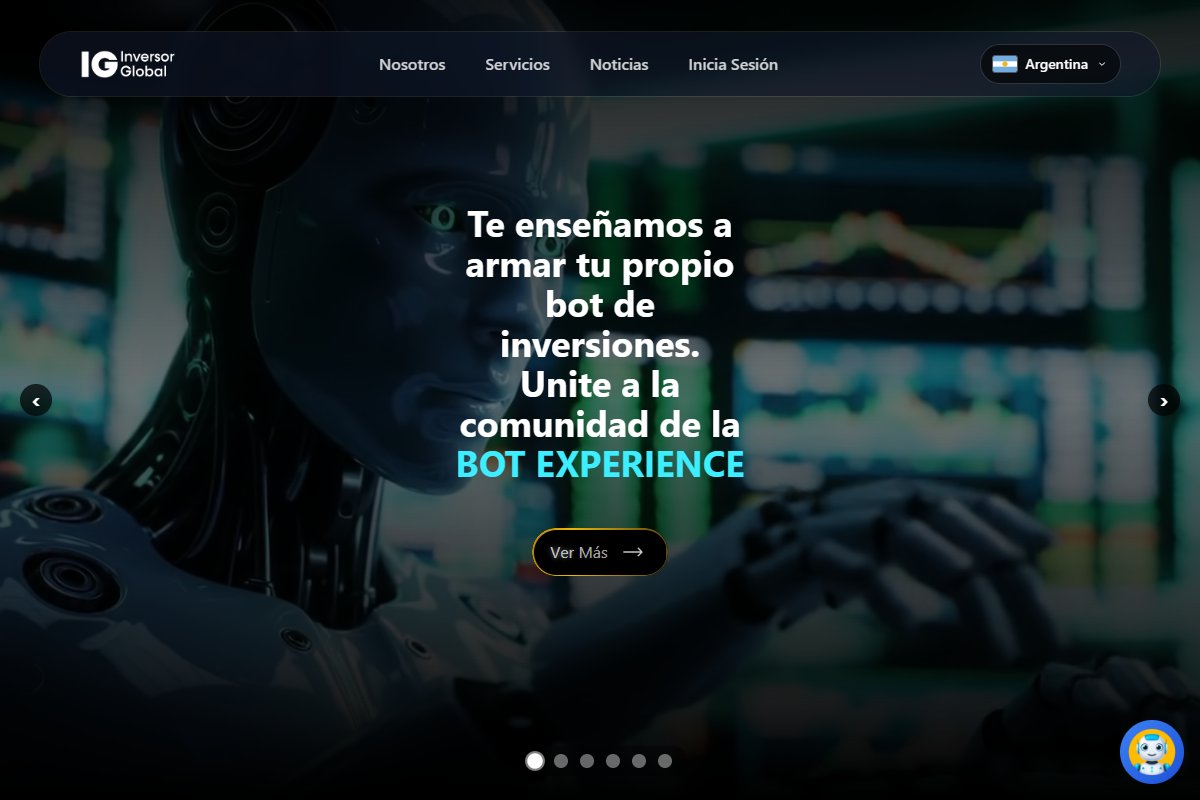 IG Inversor Global
Nosotros
Servicios
Noticias
Inicia Sesión
Argentina
Te enseñamos a
armar tu propio
bot de
inversiones.
Unite a la
comunidad de la
BOT EXPERIENCE
Ver Más